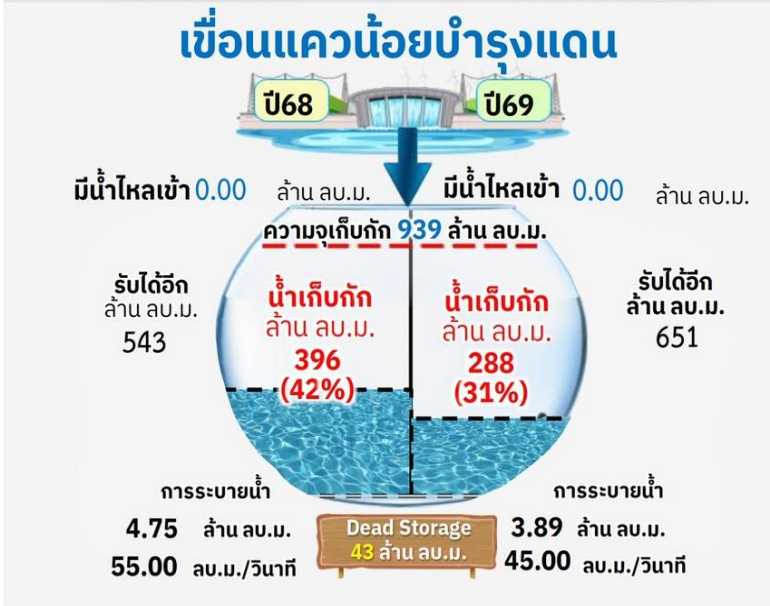 เขื่อนแควน้อยบำรุงแดน
ปี68
ปี69
มีน้ำไหลเข้า 0.00 ล้าน ลบ.ม.
มีน้ำไหลเข้า 0.00 ล้าน ลบ.ม.
ความจุเก็บกัก 939 ล้าน ลบ.ม.
รับได้อีก
ล้าน ลบ.ม.
543
น้ำเก็บกัก
ล้าน ลบ.ม.
396
(42%)
น้ำเก็บกัก
ล้าน ลบ.ม.
288
(31%)
รับได้อีก
ล้าน ลบ.ม.
651
การระบายน้ำ
4.75 ล้าน ลบ.ม.
55.00 ลบ.ม./วินาที
Dead Storage
43 ล้าน ลบ.ม.
การระบายน้ำ
3.89 ล้าน ลบ.ม.
45.00 ลบ.ม./วินาที